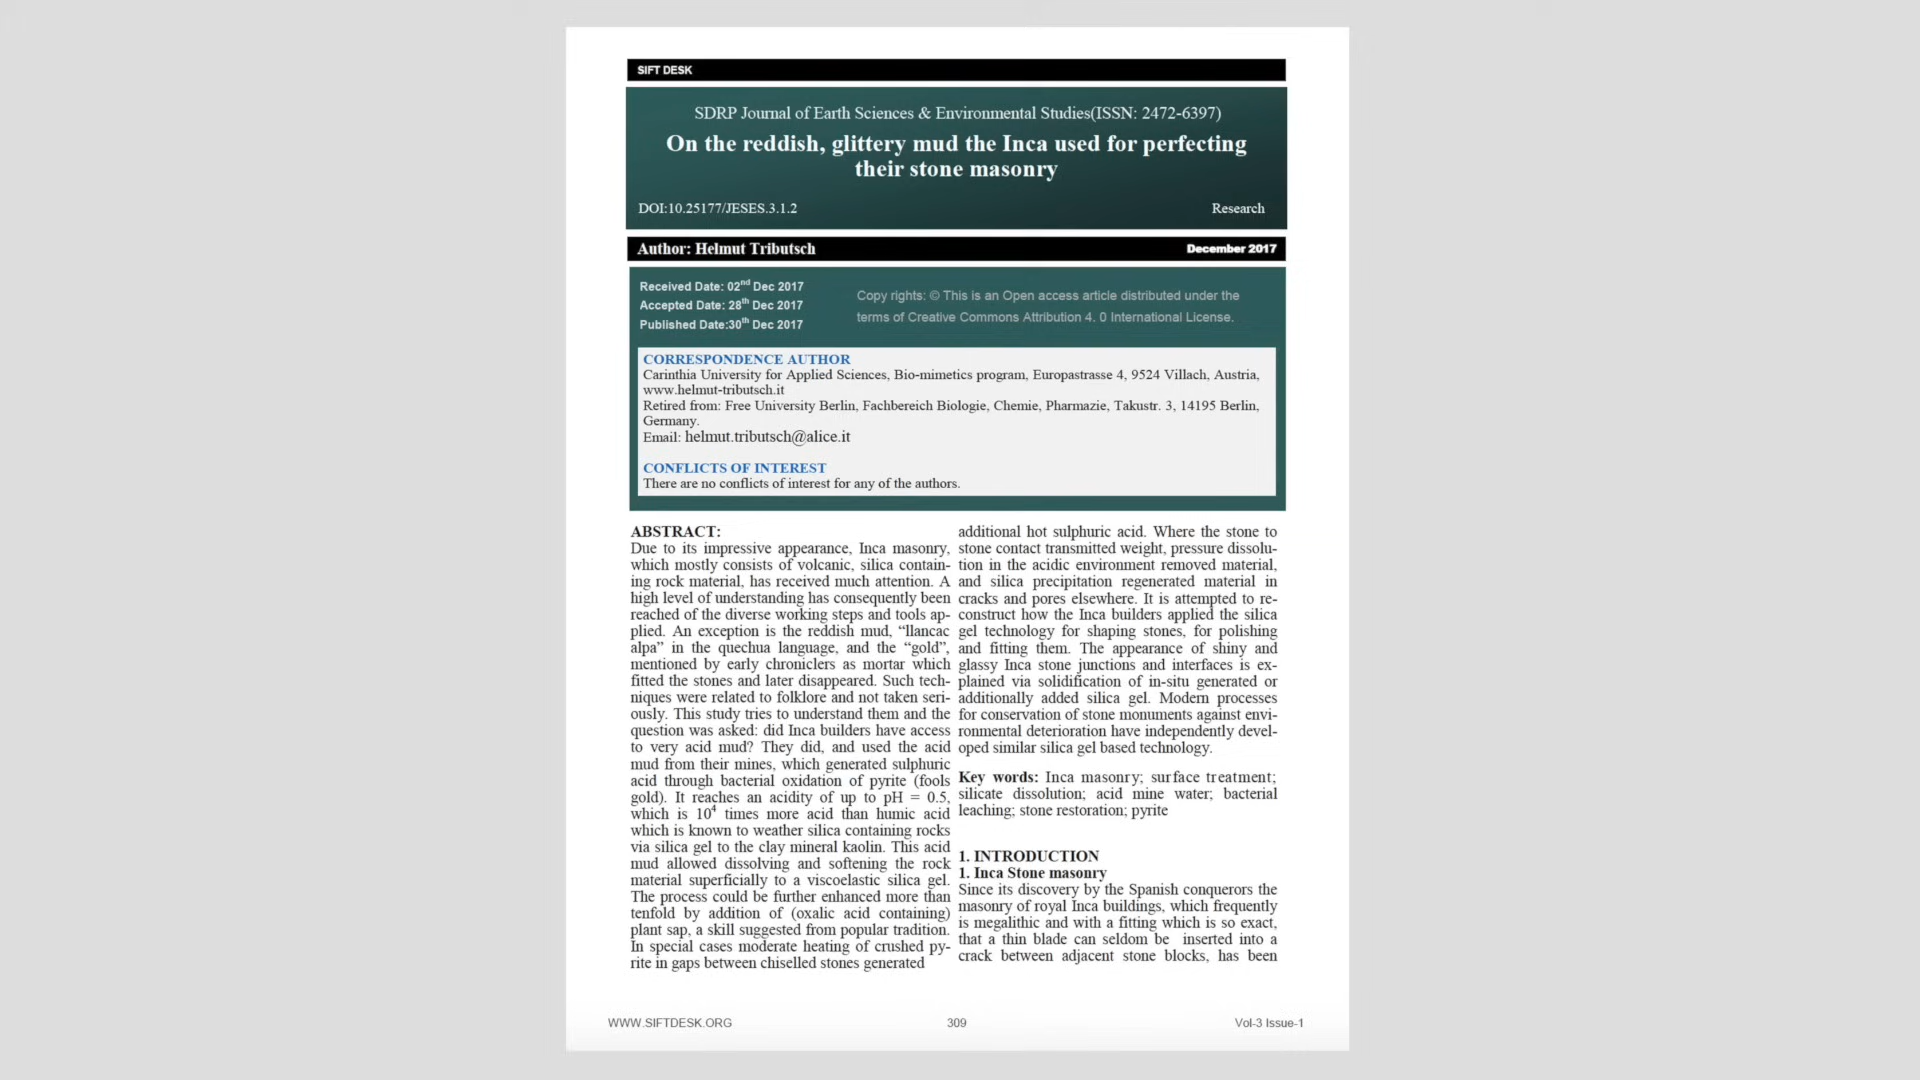 SIFT DESK
SDRP Journal of Earth Sciences & Environmental Studies(ISSN: 2472-6397)
On the reddish, glittery mud the Inca used for perfecting
their stone masonry
DOI:10.25177/JESES.3.1.2
Research
Author: Helmut Tributsch
December 2017
Received Date: 02nd Dec 2017
Accepted Date: 28th Dec 2017
Published Date:30th Dec 2017
Copy rights: © This is an Open access article distributed under the
terms of Creative Commons Attribution 4. 0 International License.
CORRESPONDENCE AUTHOR
Carinthia University for Applied Sciences, Bio-mimetics program, Europastrasse 4, 9524 Villach, Austria,
www.helmut-tributsch.it
Retired from: Free University Berlin, Fachbereich Biologie, Chemie, Pharmazie, Takustr. 3, 14195 Berlin,
Germany.
Email: helmut.tributsch@alice.it
CONFLICTS OF INTEREST
There are no conflicts of interest for any of the authors.
ABSTRACT:
Due to its impressive appearance, Inca masonry,
which mostly consists of volcanic, silica contain-
ing rock material, has received much attention. A
high level of understanding has consequently been
reached of the diverse working steps and tools ap-
plied. An exception is the reddish mud, “llancac
alpa” in the quechua language, and the “gold”,
mentioned by early chroniclers as mortar which
fitted the stones and later disappeared. Such tech-
niques were related to folklore and not taken seri-
ously. This study tries to understand them and the
question was asked: did Inca builders have access
to very acid mud? They did, and used the acid
mud from their mines, which generated sulphuric
acid through bacterial oxidation of pyrite (fools
gold). It reaches an acidity of up to pH = 0.5,
which is 10⁴ times more acid than humic acid
which is known to weather silica containing rocks
via silica gel to the clay mineral kaolin. This acid
mud allowed dissolving and softening the rock
material superficially to a viscoelastic silica gel.
The process could be further enhanced more than
tenfold by addition of (oxalic acid containing)
plant sap, a skill suggested from popular tradition.
In special cases moderate heating of crushed py-
rite in gaps between chiselled stones generated
additional hot sulphuric acid. Where the stone to
stone contact transmitted weight, pressure dissolu-
tion in the acidic environment removed material,
and silica precipitation regenerated material in
cracks and pores elsewhere. It is attempted to re-
construct how the Inca builders applied the silica
gel technology for shaping stones, for polishing
and fitting them. The appearance of shiny and
glassy Inca stone junctions and interfaces is ex-
plained via solidification of in-situ generated or
additionally added silica gel. Modern processes
for conservation of stone monuments against envi-
ronmental deterioration have independently devel-
oped similar silica gel based technology.
Key words: Inca masonry; surface treatment;
silicate dissolution; acid mine water; bacterial
leaching; stone restoration; pyrite
1. INTRODUCTION
1. Inca Stone masonry
Since its discovery by the Spanish conquerors the
masonry of royal Inca buildings, which frequently
is megalithic and with a fitting which is so exact,
that a thin blade can seldom be inserted into a
crack between adjacent stone blocks, has been
WWW.SIFTDESK.ORG
309
Vol-3 Issue-1